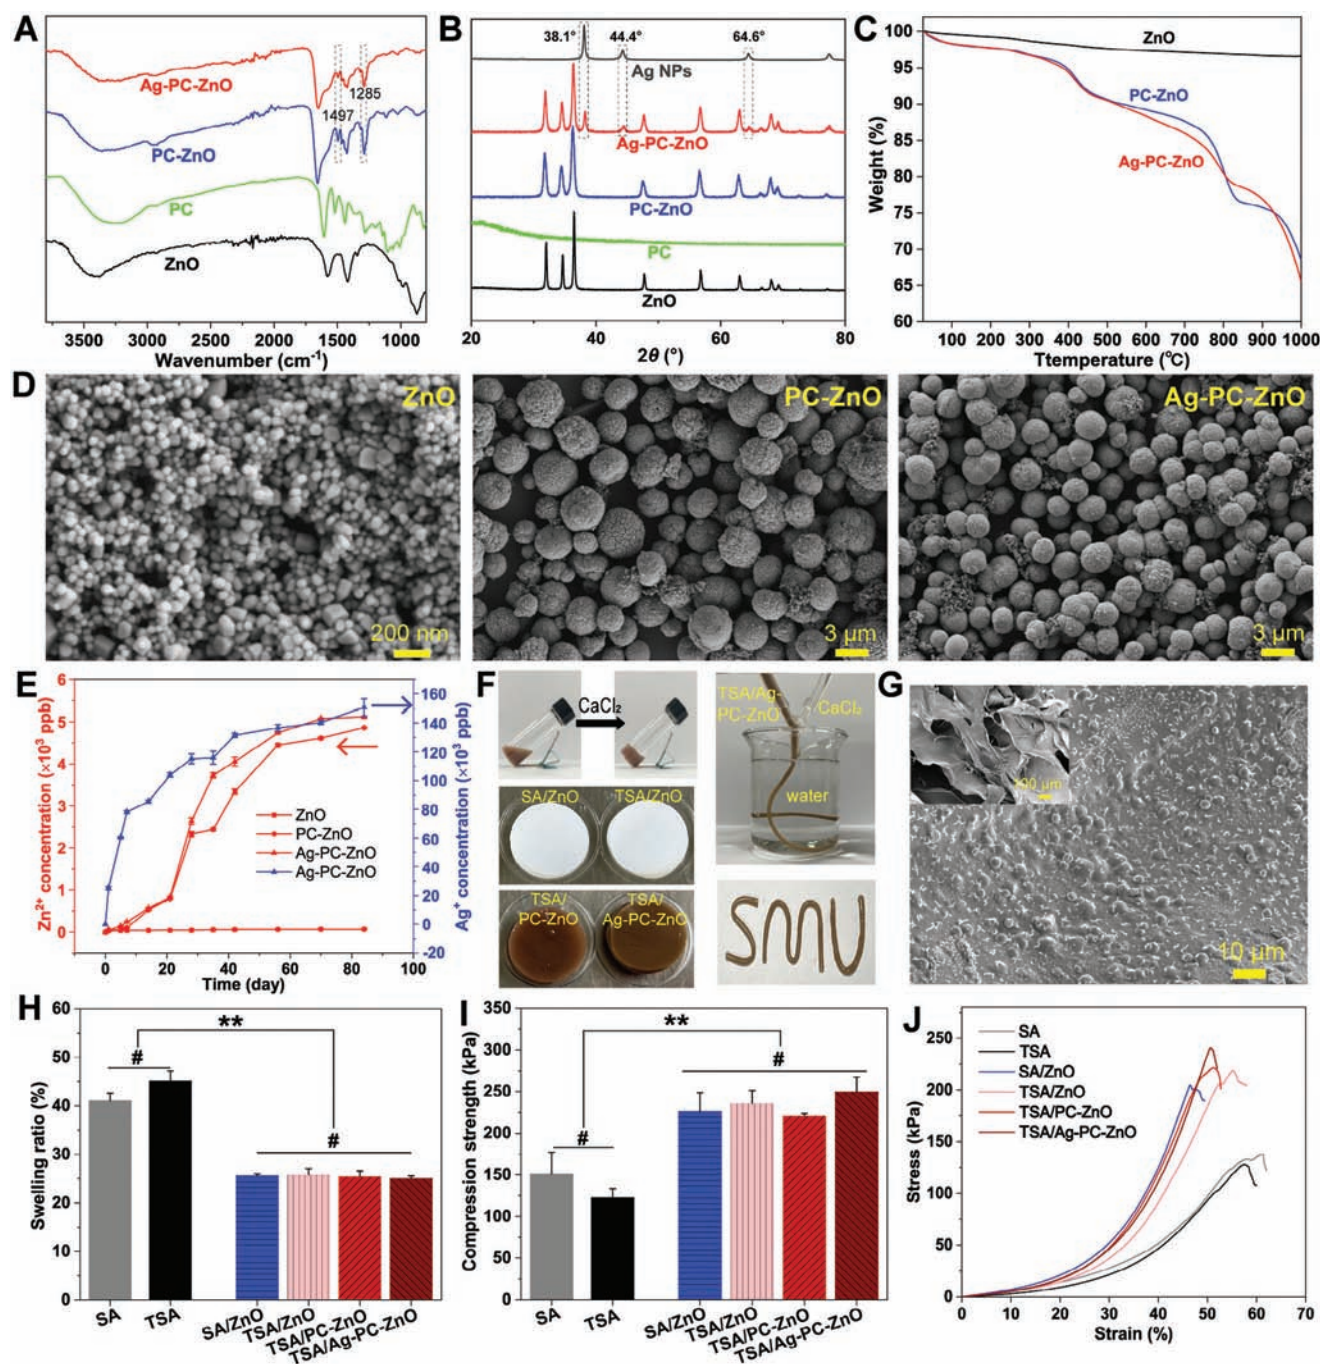 A
Ag-PC-ZnO
1285
1497
PC-ZnO
PC
ZnO
3500 3000 2500 2000 1500 1000
Wavenumber (cm⁻¹)
B
38.1° 44.4° 64.6°
Ag NPs
Ag-PC-ZnO
PC-ZnO
PC
ZnO
20 40 60 80
2θ (°)
C
100
95
90
85
80
75
70
65
60
Weight (%)
ZnO
PC-ZnO
Ag-PC-ZnO
100 200 300 400 500 600 700 800 900 1000
Ttemperature (°C)
D
ZnO
200 nm
PC-ZnO
3 μm
Ag-PC-ZnO
3 μm
E
6
5
4
3
2
1
0
Zn²⁺ concentration (×10³ ppb)
ZnO
PC-ZnO
Ag-PC-ZnO
Ag-PC-ZnO
160
140
120
100
80
60
40
20
0
-20
Ag⁺ concentration (×10³ ppb)
0 20 40 60 80 100
Time (day)
F
CaCl₂
SA/ZnO TSA/ZnO
TSA/
PC-ZnO
TSA/
Ag-PC-ZnO
TSA/Ag-
PC-ZnO
CaCl₂
water
SMU
G
100 μm
10 μm
H
60
50
40
30
20
10
0
Swelling ratio (%)
**
#
#
SA TSA SA/ZnO TSA/ZnO TSA/PC-ZnO TSA/Ag-PC-ZnO
I
350
300
250
200
150
100
50
0
Compression strength (kPa)
**
#
#
SA TSA SA/ZnO TSA/ZnO TSA/PC-ZnO TSA/Ag-PC-ZnO
J
250
200
150
100
50
0
Stress (kPa)
SA
TSA
SA/ZnO
TSA/ZnO
TSA/PC-ZnO
TSA/Ag-PC-ZnO
0 10 20 30 40 50 60 70
Strain (%)